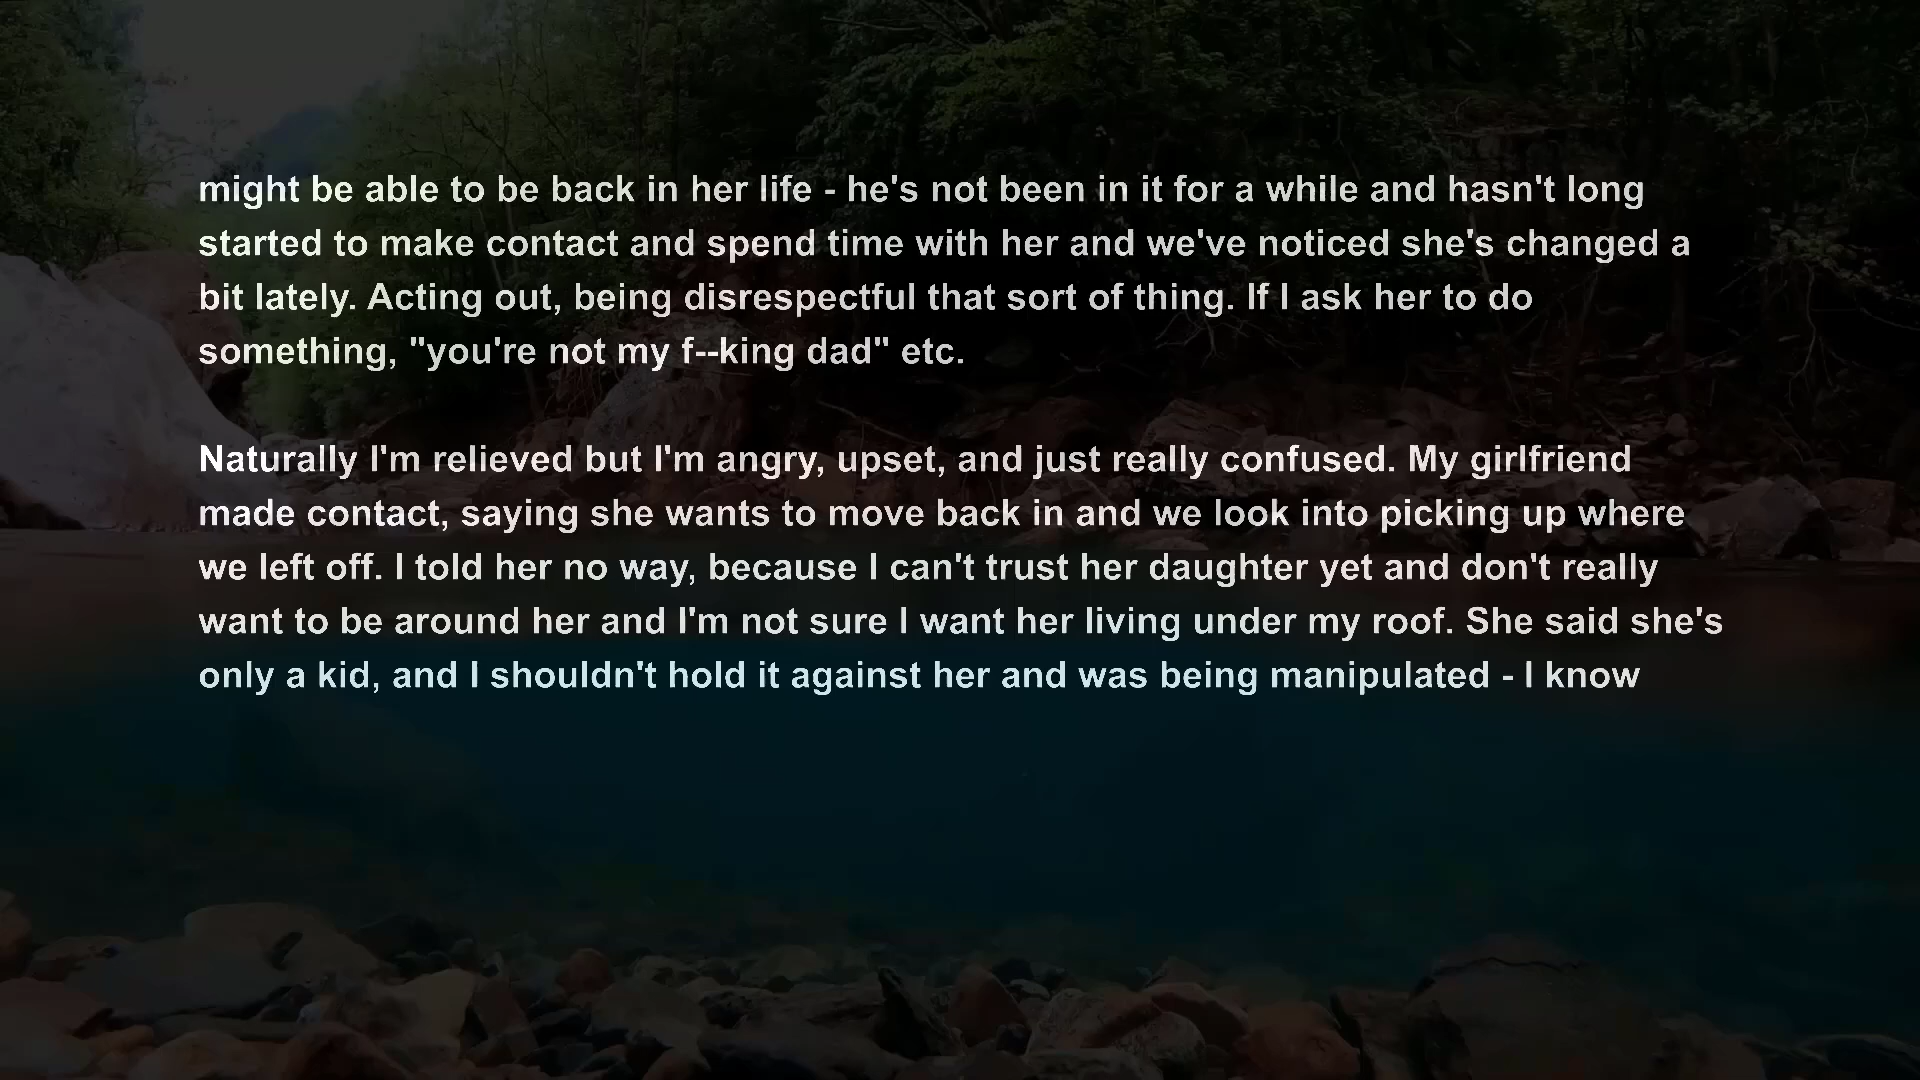 might be able to be back in her life - he's not been in it for a while and hasn't long
started to make contact and spend time with her and we've noticed she's changed a
bit lately. Acting out, being disrespectful that sort of thing. If I ask her to do
something, "you're not my f--king dad" etc.
Naturally I'm relieved but I'm angry, upset, and just really confused. My girlfriend
made contact, saying she wants to move back in and we look into picking up where
we left off. I told her no way, because I can't trust her daughter yet and don't really
want to be around her and I'm not sure I want her living under my roof. She said she's
only a kid, and I shouldn't hold it against her and was being manipulated - I know